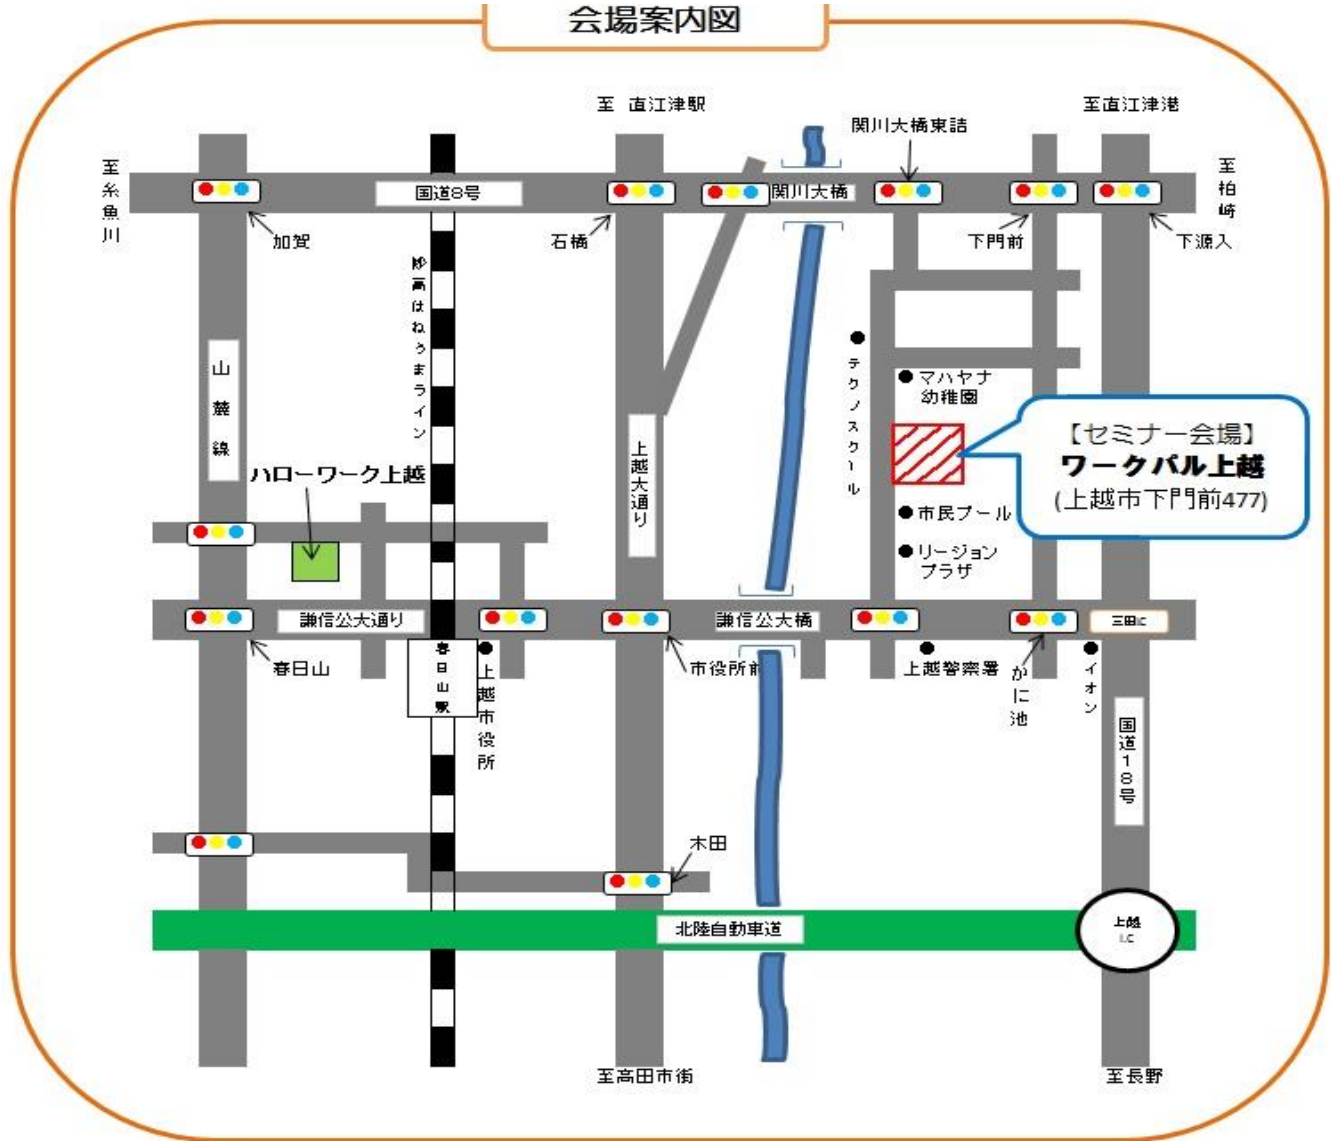 会場案内図
至 直江津駅
至直江津港
関川大橋東詰
至糸魚川
国道8号
関川大橋
至柏崎
加賀
石橋
下門前
下源入
妙高はねうまライン
山麓線
テクノスクール
マハヤナ
幼稚園
【セミナー会場】
ワークパル上越
(上越市下門前477)
上越大通り
ハローワーク上越
市民プール
リージョン
プラザ
謙信公大通り
謙信公大橋
三田IC
春日山
春日山駅
上越市役所
市役所前
上越警察署
かに池
イオン
国道18号
木田
北陸自動車道
上越
I.C
至高田市街
至長野